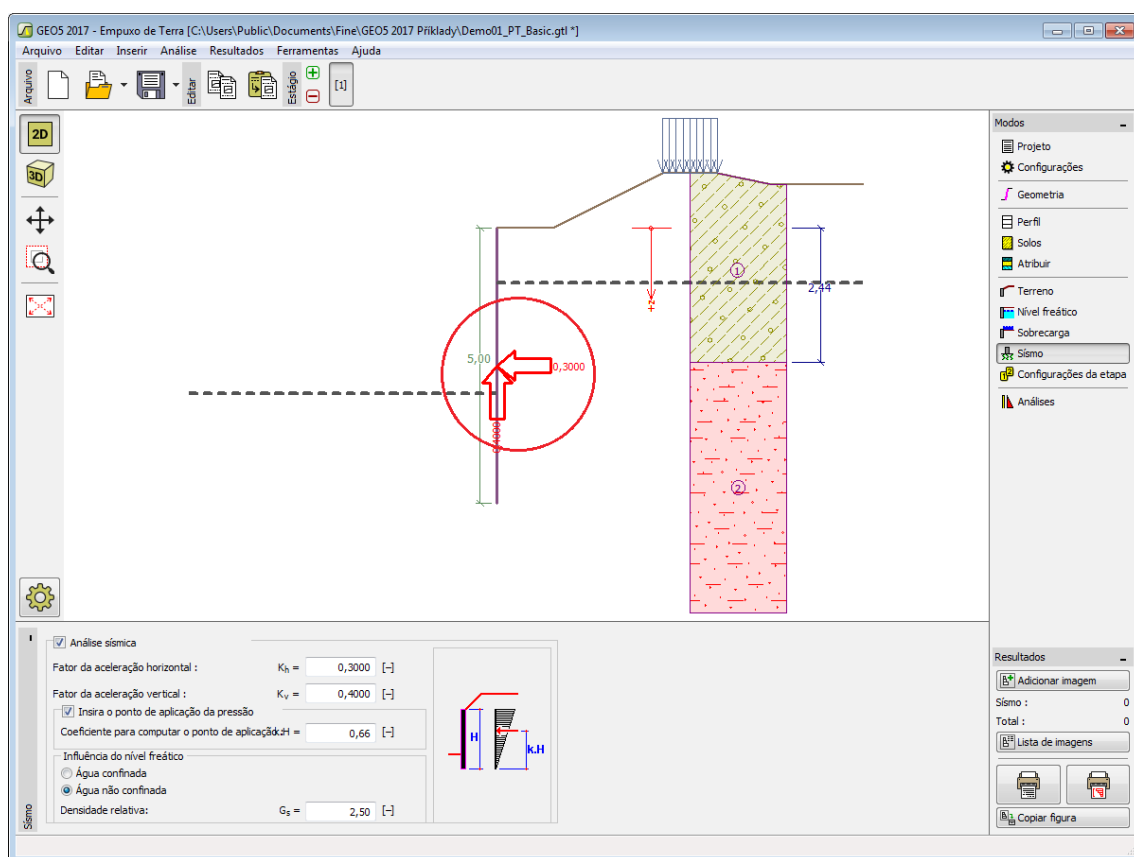 GEO5 2017 - Empuxo de Terra [C:\Users\Public\Documents\Fine\GEO5 2017 Příklady\Demo01_PT_Basic.gtl *]
Arquivo Editar Inserir Análise Resultados Ferramentas Ajuda
Arquivo
Editar
Estágio
[1]
2D
3D
Modos
Projeto
Configurações
Geometria
Perfil
Solos
Atribuir
Terreno
Nível freático
Sobrecarga
Sísmo
Configurações da etapa
Análises
+z
1
2,44
5,00
0,3000
0,4000
2
Sísmo
Análise sísmica
Fator da aceleração horizontal : Kh = 0,3000 [–]
Fator da aceleração vertical : Kv = 0,4000 [–]
Insira o ponto de aplicação da pressão
Coeficiente para computar o ponto de aplicação k.H = 0,66 [–]
Influência do nível freático
Água confinada
Água não confinada
Densidade relativa: Gs = 2,50 [–]
H
k.H
Resultados
Adicionar imagem
Sísmo : 0
Total : 0
Lista de imagens
Copiar figura